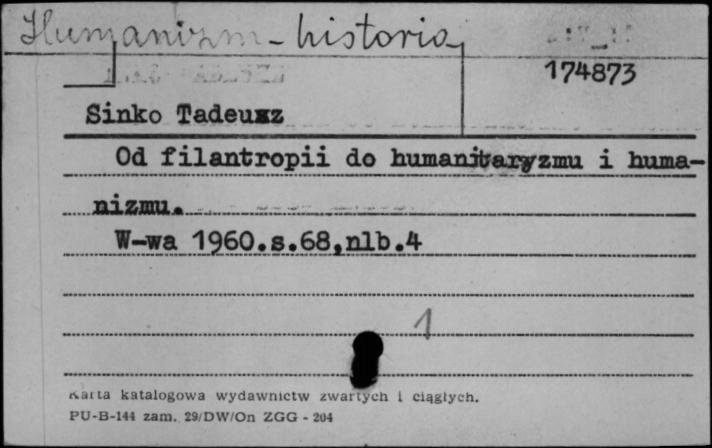 Humanizm - historia
174873
Sinko Tadeusz
Od filantropii do humanitaryzmu i huma-
nizmu.
W-wa 1960.s.68,nlb.4
1
Karta katalogowa wydawnictw zwartych i ciągłych.
PU-B-144 zam. 29/DW/On ZGG - 204